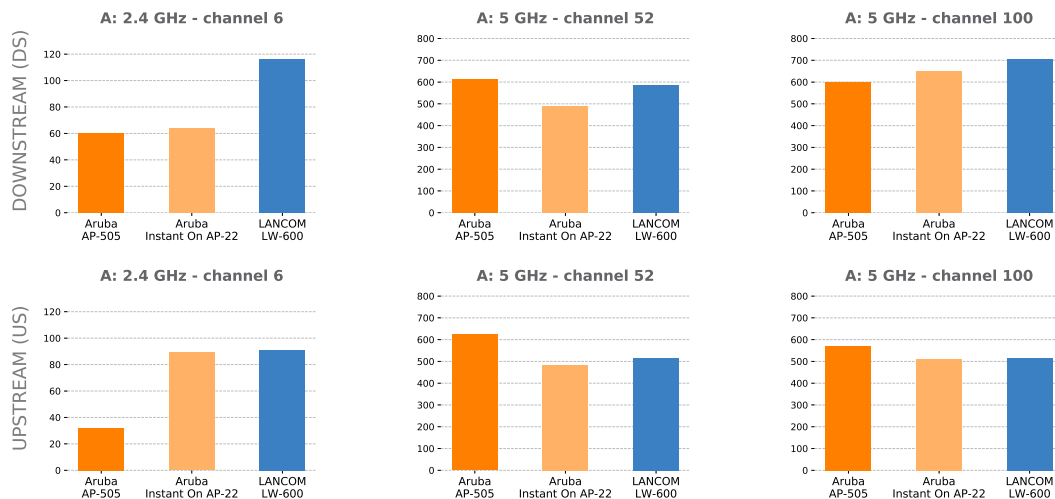 DOWNSTREAM (DS)
A: 2.4 GHz - channel 6
120
100
80
60
40
20
0
Aruba
AP-505
Aruba
Instant On AP-22
LANCOM
LW-600
A: 5 GHz - channel 52
800
700
600
500
400
300
200
100
0
Aruba
AP-505
Aruba
Instant On AP-22
LANCOM
LW-600
A: 5 GHz - channel 100
800
700
600
500
400
300
200
100
0
Aruba
AP-505
Aruba
Instant On AP-22
LANCOM
LW-600
UPSTREAM (US)
A: 2.4 GHz - channel 6
120
100
80
60
40
20
0
Aruba
AP-505
Aruba
Instant On AP-22
LANCOM
LW-600
A: 5 GHz - channel 52
800
700
600
500
400
300
200
100
0
Aruba
AP-505
Aruba
Instant On AP-22
LANCOM
LW-600
A: 5 GHz - channel 100
800
700
600
500
400
300
200
100
0
Aruba
AP-505
Aruba
Instant On AP-22
LANCOM
LW-600